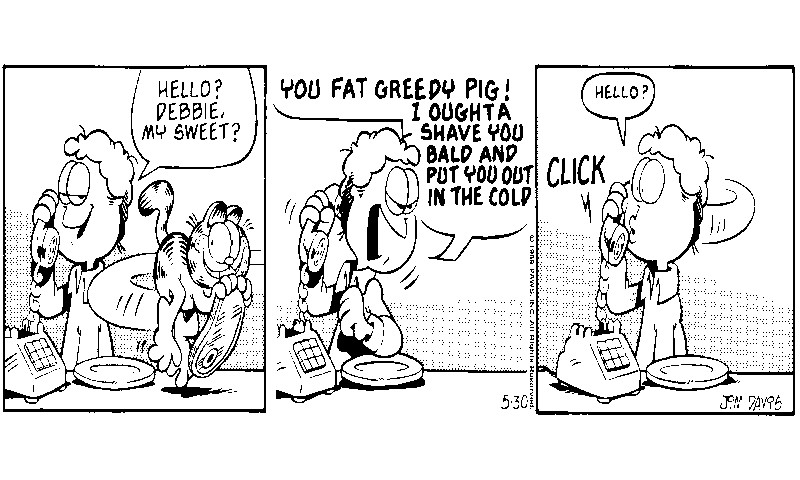 HELLO?
DEBBIE,
MY SWEET?
YOU FAT GREEDY PIG!
I OUGHTA
SHAVE YOU
BALD AND
PUT YOU OUT
IN THE COLD
5-30
HELLO?
CLICK
JIM DAVIS